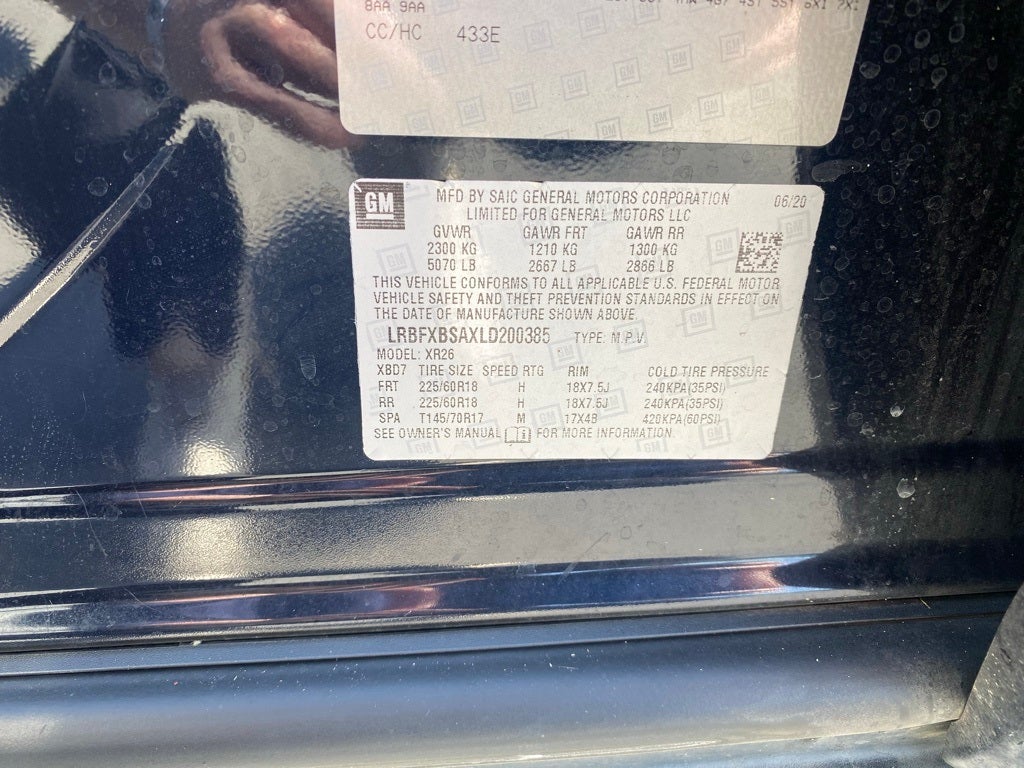 8AA 9AA
CC/HC 433E
GM
MFD BY SAIC GENERAL MOTORS CORPORATION 06/20
LIMITED FOR GENERAL MOTORS LLC
GVWR GAWR FRT GAWR RR
2300 KG 1210 KG 1300 KG
5070 LB 2667 LB 2866 LB
THIS VEHICLE CONFORMS TO ALL APPLICABLE U.S. FEDERAL MOTOR
VEHICLE SAFETY AND THEFT PREVENTION STANDARDS IN EFFECT ON
THE DATE OF MANUFACTURE SHOWN ABOVE.
LRBFXBSAXLD200385 TYPE: M.P.V.
MODEL: XR26
XBD7 TIRE SIZE SPEED RTG RIM COLD TIRE PRESSURE
FRT 225/60R18 H 18X7.5J 240KPA(35PSI)
RR 225/60R18 H 18X7.5J 240KPA(35PSI)
SPA T145/70R17 M 17X4B 420KPA(60PSI)
SEE OWNER'S MANUAL FOR MORE INFORMATION.